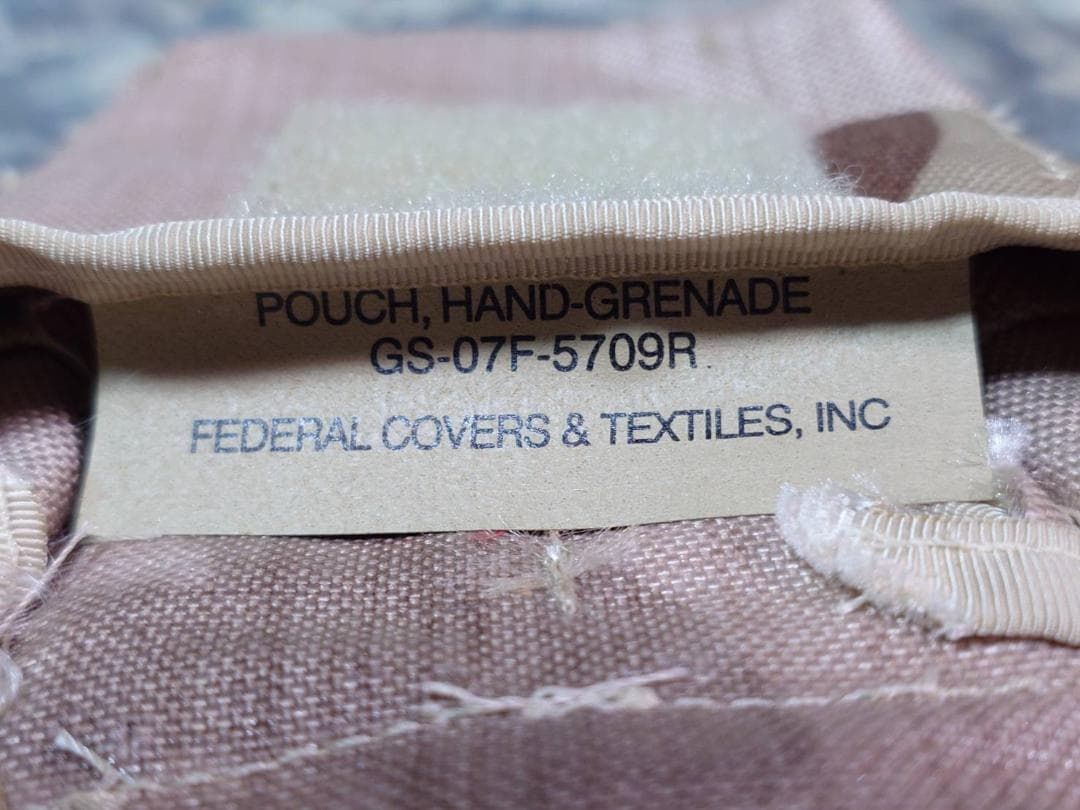 POUCH, HAND-GRENADE
GS-07F-5709R
FEDERAL COVERS & TEXTILES, INC